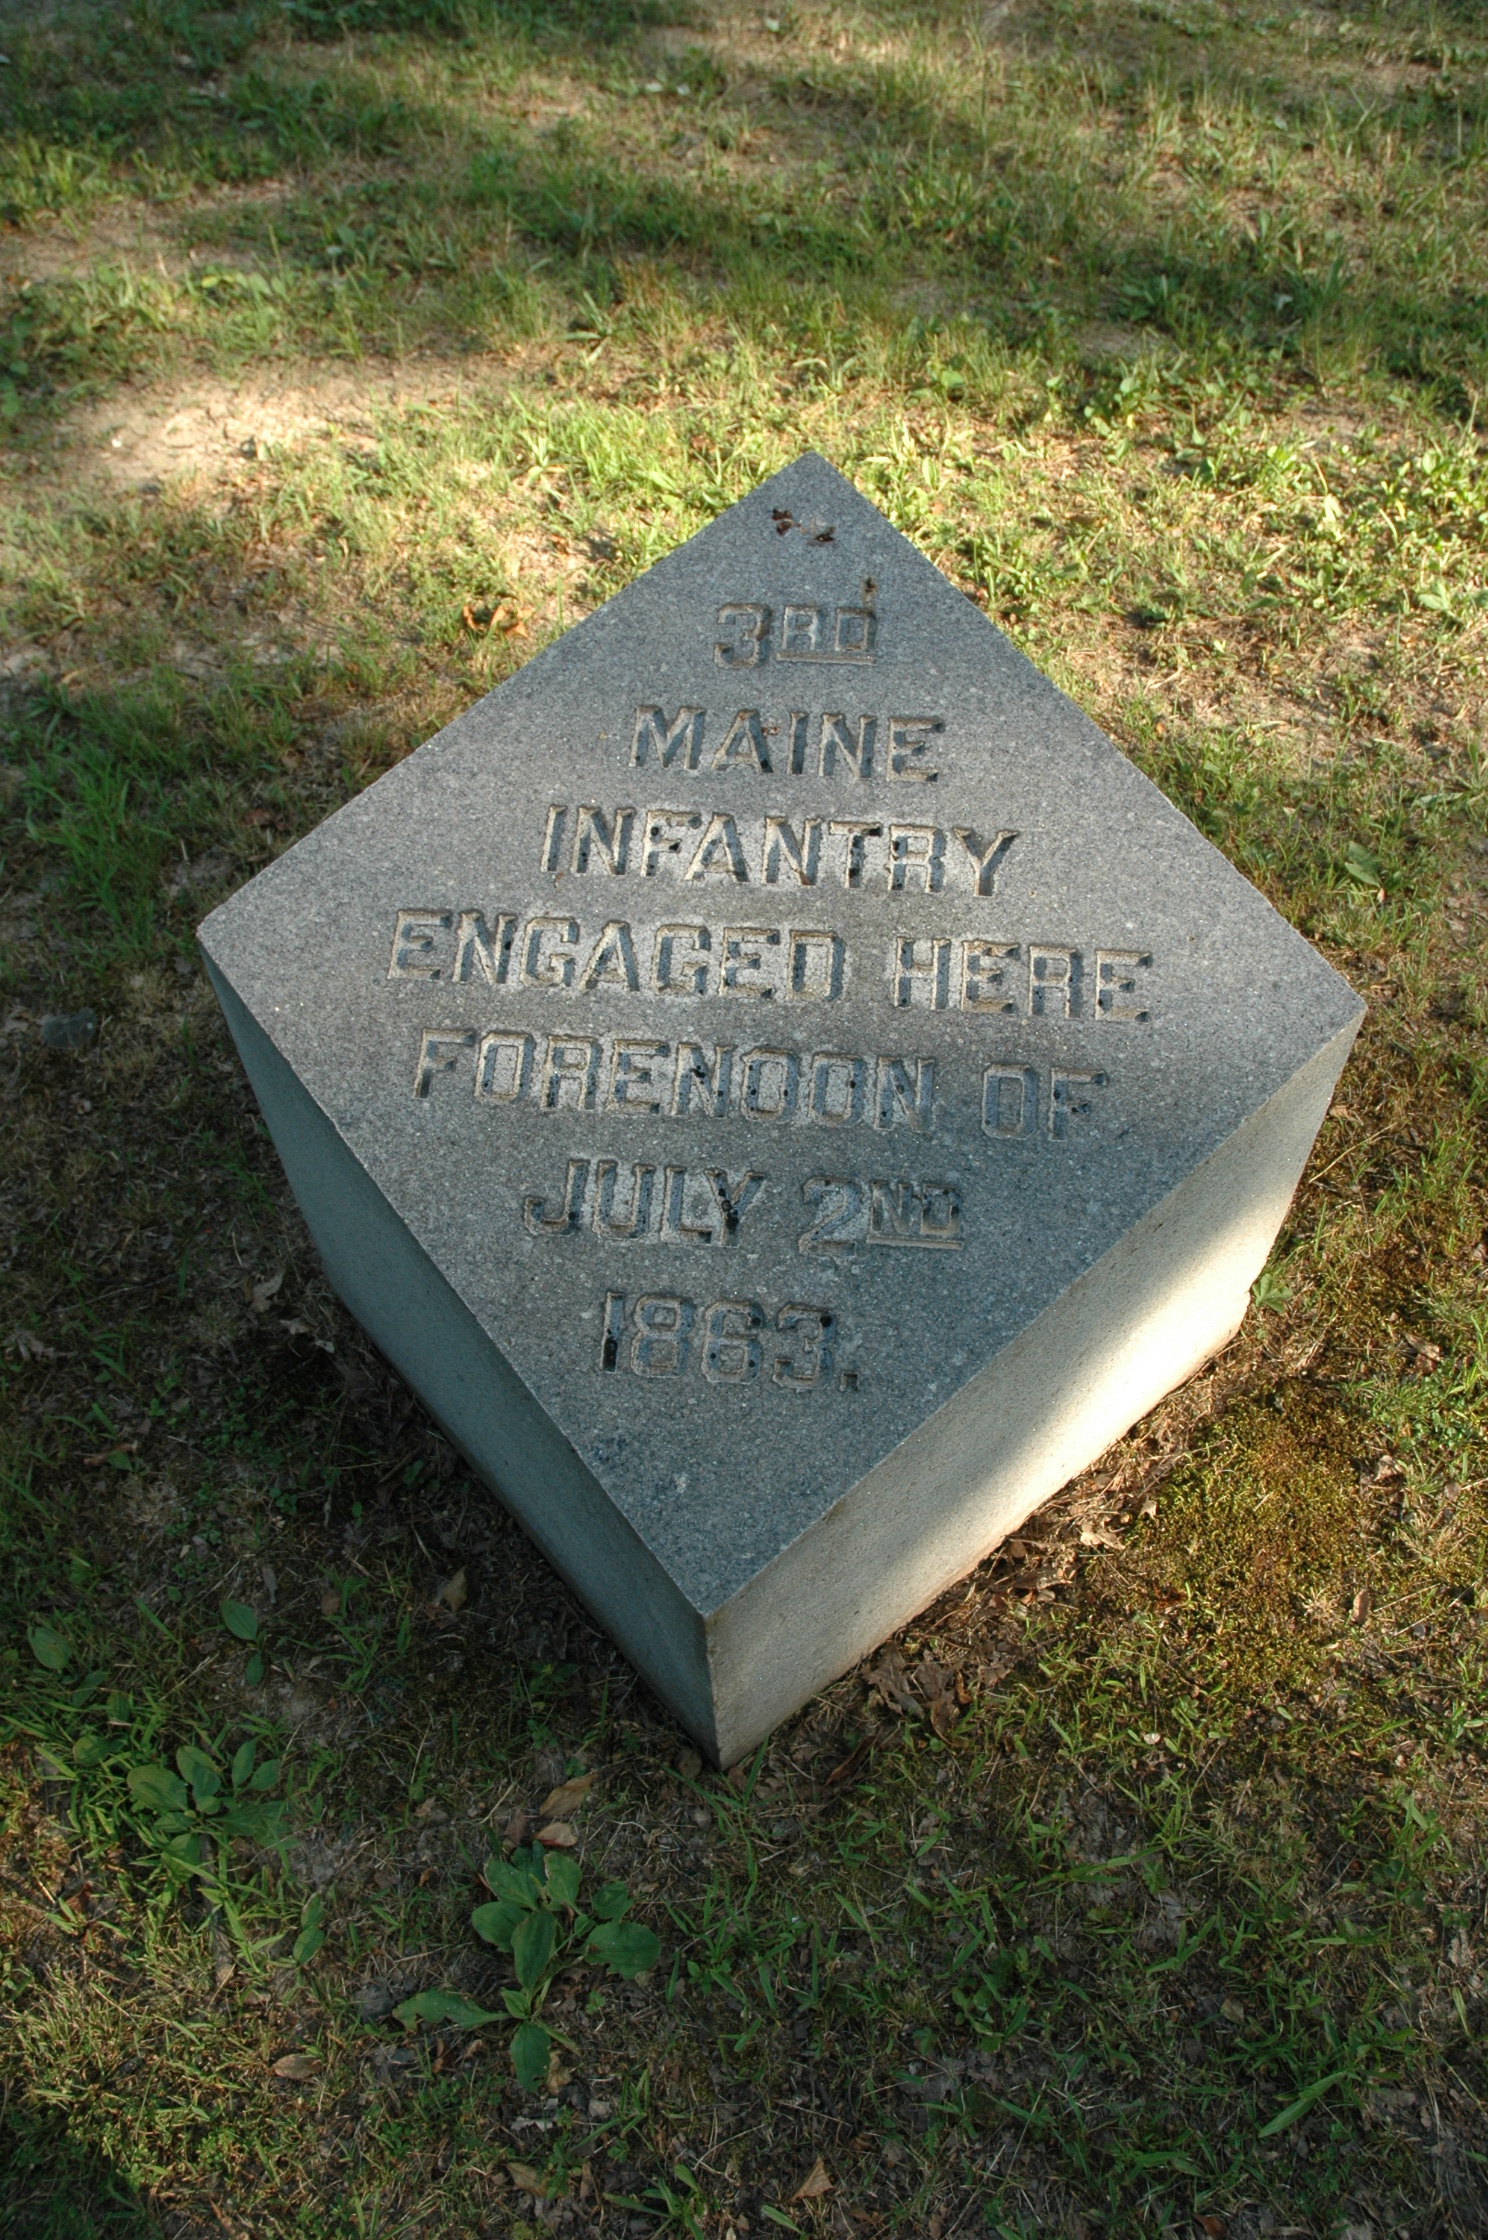 3RD
MAINE
INFANTRY
ENGAGED HERE
FORENOON OF
JULY 2ND
1863.